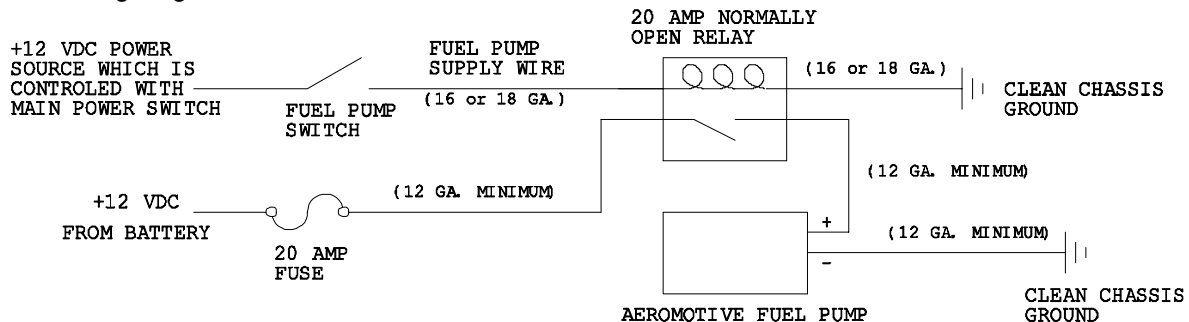 20 AMP NORMALLY
OPEN RELAY
+12 VDC POWER
SOURCE WHICH IS
CONTROLED WITH
MAIN POWER SWITCH
FUEL PUMP
SUPPLY WIRE
(16 or 18 GA.)
FUEL PUMP
SWITCH
(16 or 18 GA.)
CLEAN CHASSIS
GROUND
+12 VDC
FROM BATTERY
20 AMP
FUSE
(12 GA. MINIMUM)
(12 GA. MINIMUM)
+
-
(12 GA. MINIMUM)
AEROMOTIVE FUEL PUMP
CLEAN CHASSIS
GROUND